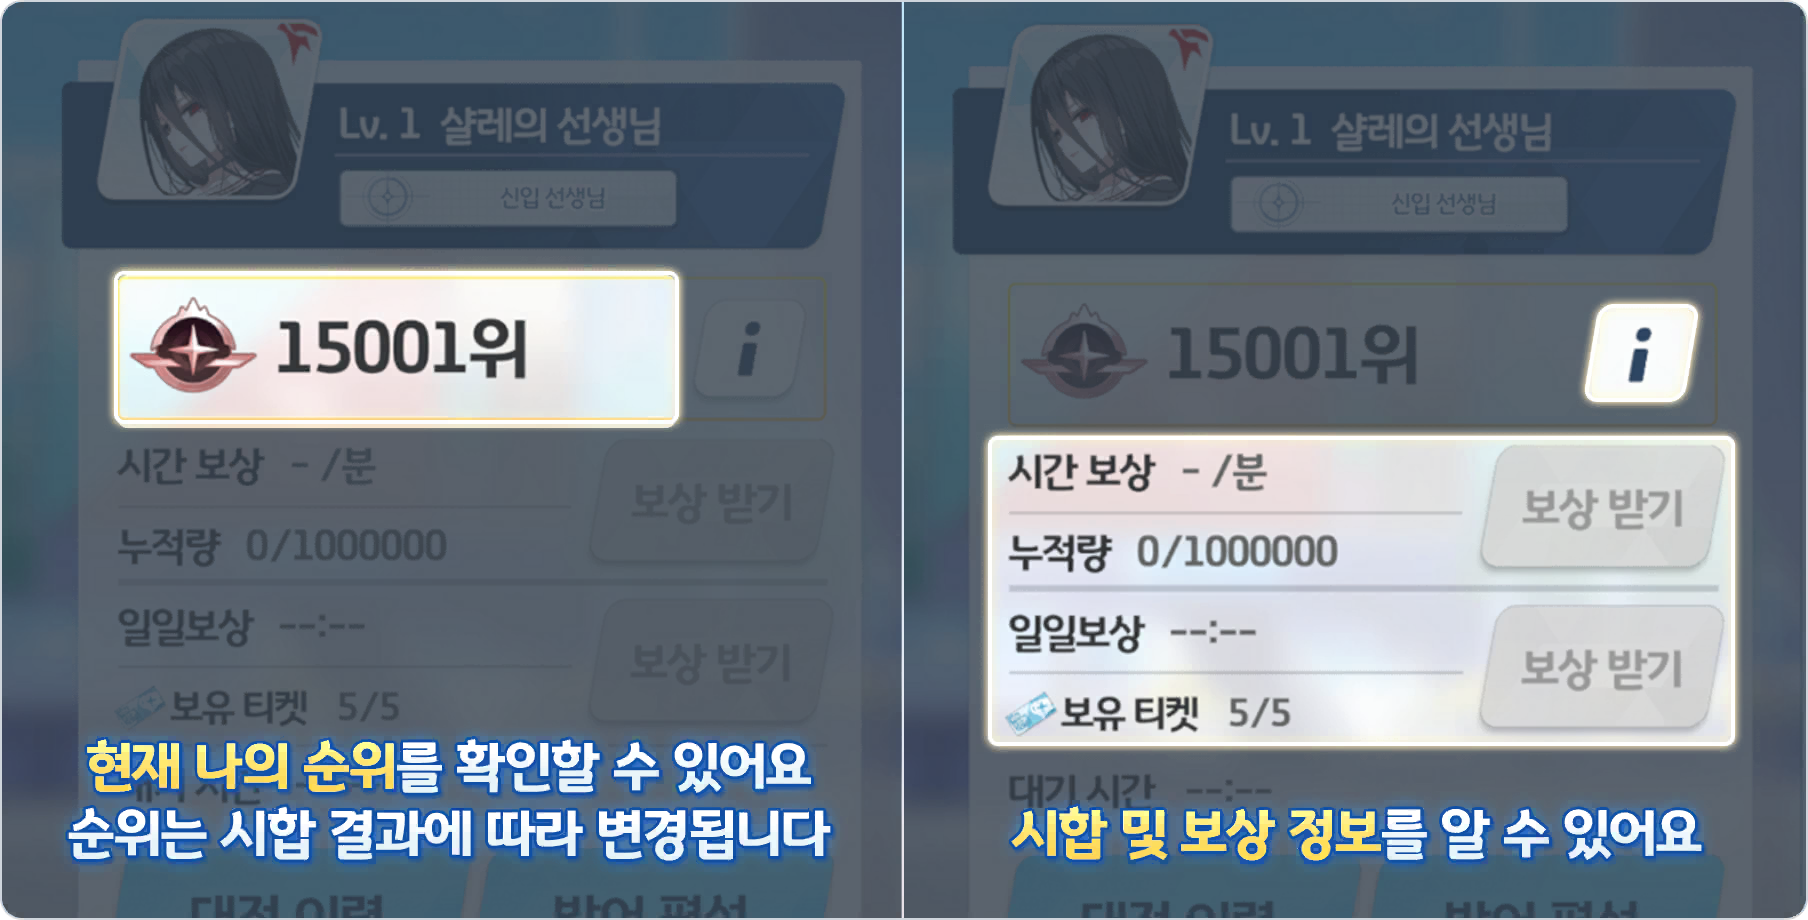 Lv. 1 샬레의 선생님
신입 선생님
15001위
i
시간 보상 - /분
보상 받기
누적량 0/1000000
일일보상 --:--
보상 받기
보유 티켓 5/5
현재 나의 순위를 확인할 수 있어요
순위는 시합 결과에 따라 변경됩니다
Lv. 1 샬레의 선생님
신입 선생님
15001위
i
시간 보상 - /분
보상 받기
누적량 0/1000000
일일보상 --:--
보상 받기
보유 티켓 5/5
대기 시간 --:--
시합 및 보상 정보를 알 수 있어요